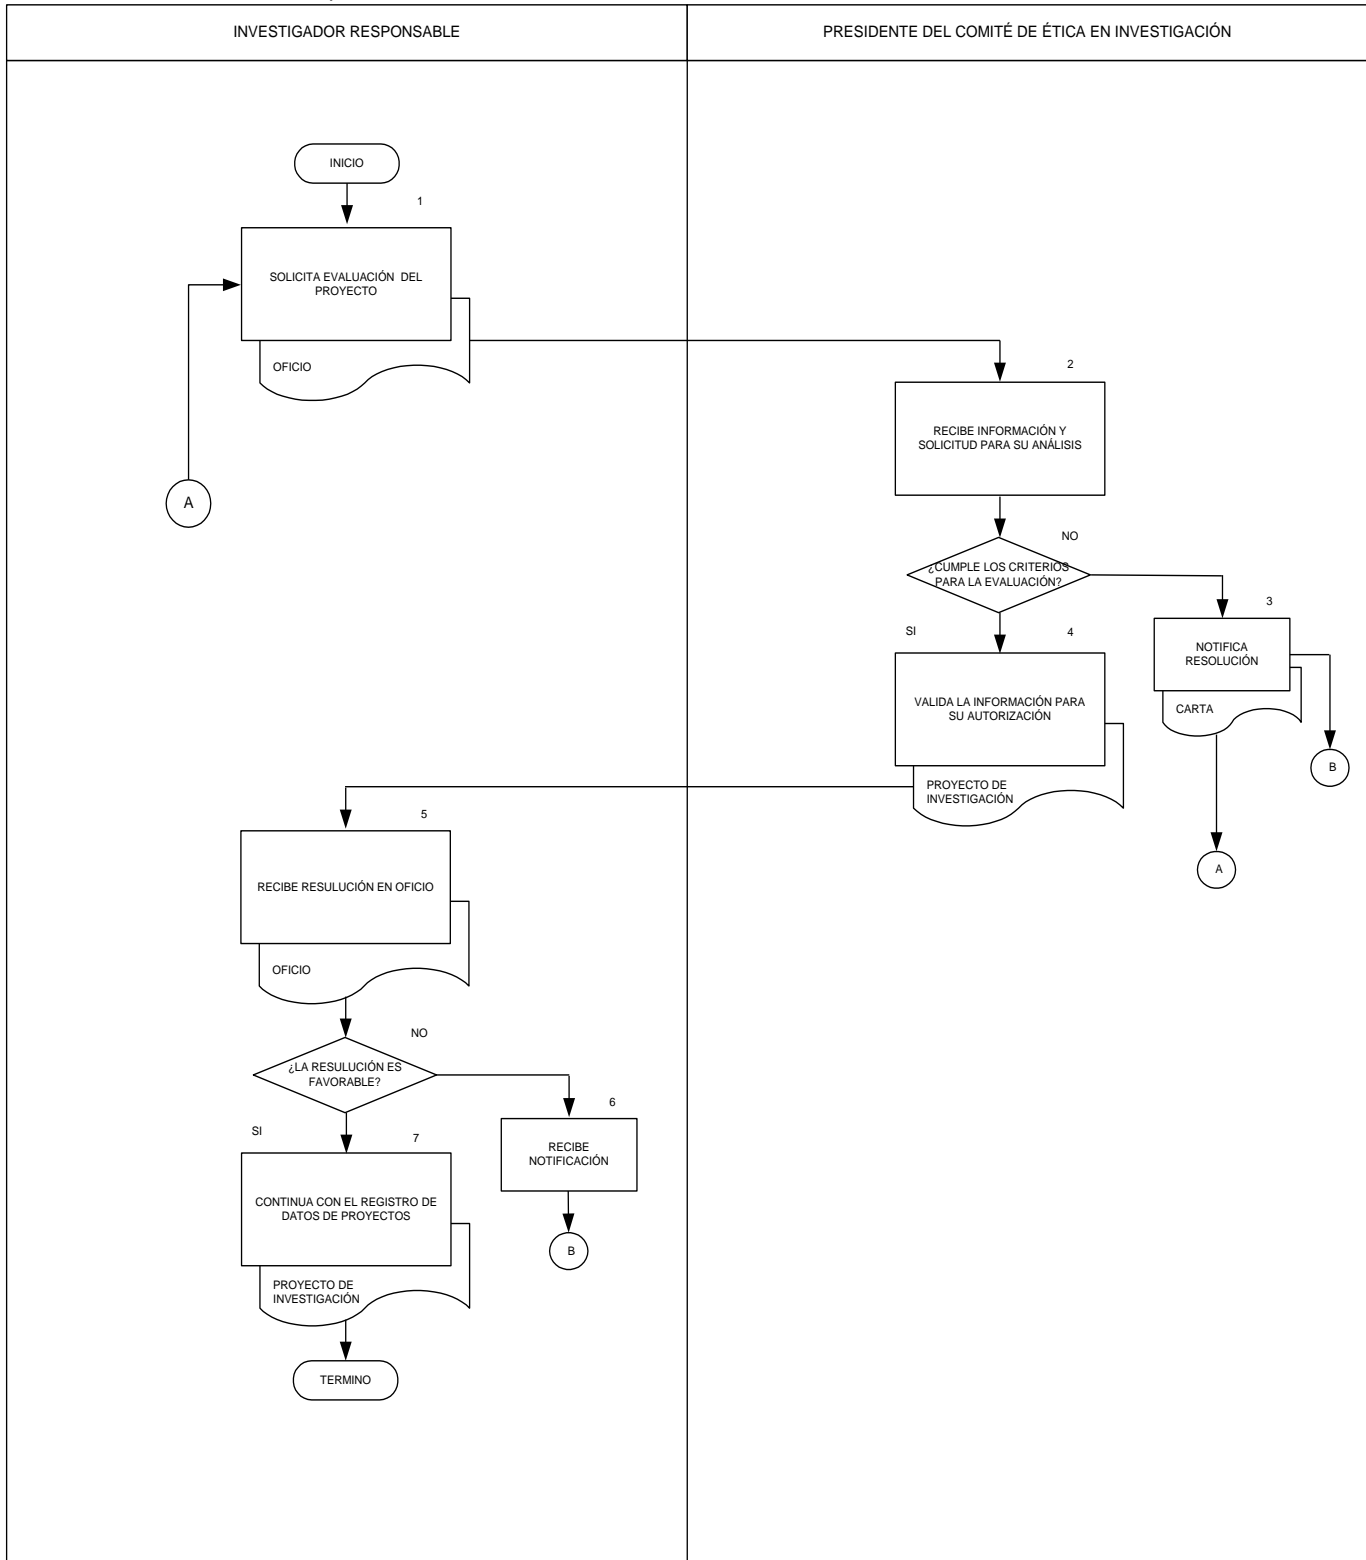 INVESTIGADOR RESPONSABLE
PRESIDENTE DEL COMITÉ DE ÉTICA EN INVESTIGACIÓN
INICIO
1
SOLICITA EVALUACIÓN DEL
PROYECTO
OFICIO
A
2
RECIBE INFORMACIÓN Y
SOLICITUD PARA SU ANÁLISIS
NO
¿CUMPLE LOS CRITERIOS
PARA LA EVALUACIÓN?
3
NOTIFICA
RESOLUCIÓN
CARTA
B
A
SI
4
VALIDA LA INFORMACIÓN PARA
SU AUTORIZACIÓN
PROYECTO DE
INVESTIGACIÓN
5
RECIBE RESULUCIÓN EN OFICIO
OFICIO
NO
¿LA RESULUCIÓN ES
FAVORABLE?
6
RECIBE
NOTIFICACIÓN
B
SI
7
CONTINUA CON EL REGISTRO DE
DATOS DE PROYECTOS
PROYECTO DE
INVESTIGACIÓN
TERMINO